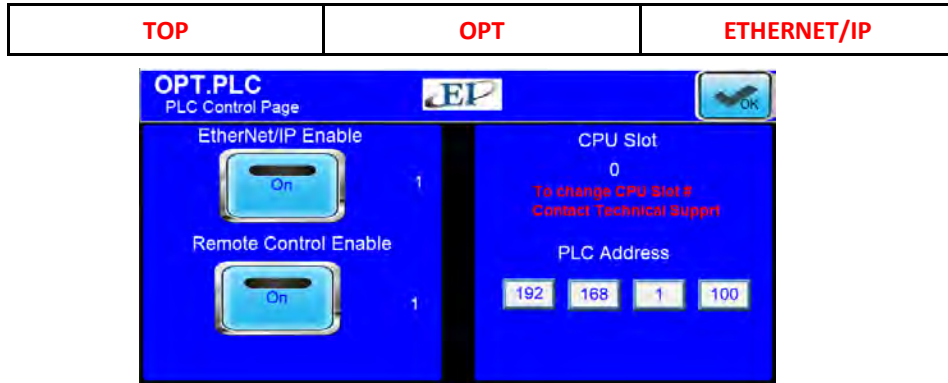 TOP OPT ETHERNET/IP
OPT.PLC
PLC Control Page
EP
OK
EtherNet/IP Enable
On
1
Remote Control Enable
On
1
CPU Slot
0
To change CPU Slot #
Contact Technical Supprt
PLC Address
192 168 1 100